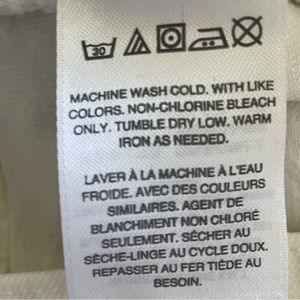 30
MACHINE WASH COLD. WITH LIKE
COLORS. NON-CHLORINE BLEACH
ONLY. TUMBLE DRY LOW. WARM
IRON AS NEEDED.
LAVER À LA MACHINE À L'EAU
FROIDE. AVEC DES COULEURS
SIMILAIRES. AGENT DE
BLANCHIMENT NON CHLORÉ
SEULEMENT. SÉCHER AU
SÈCHE-LINGE AU CYCLE DOUX.
REPASSER AU FER TIÈDE AU
BESOIN.